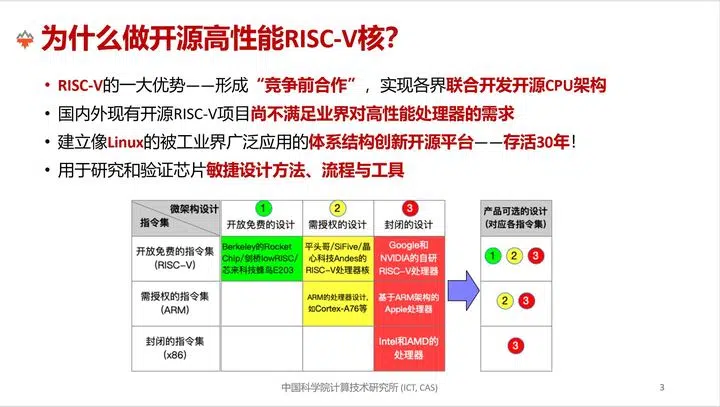 为什么做开源高性能RISC-V核?
• RISC-V的一大优势——形成“竞争前合作”，实现各界联合开发开源CPU架构
• 国内外现有开源RISC-V项目尚不满足业界对高性能处理器的需求
• 建立像Linux的被工业界广泛应用的体系结构创新开源平台——存活30年!
• 用于研究和验证芯片敏捷设计方法、流程与工具
微架构设计
指令集
1
开放免费的设计
2
需授权的设计
3
封闭的设计
产品可选的设计
(对应各指令集)
开放免费的指令集
(RISC-V)
Berkeley的Rocket
Chip/剑桥lowRISC/
芯来科技蜂鸟E203
平头哥/SiFive/晶
心科技Andes的
RISC-V处理器核
Google和
NVIDIA的自研
RISC-V处理器
1 2 3
需授权的指令集
(ARM)
ARM的处理器设计,
如Cortex-A76等
基于ARM架构的
Apple处理器
2 3
封闭的指令集
(x86)
Intel和AMD的
处理器
3
中国科学院计算技术研究所 (ICT, CAS)
3